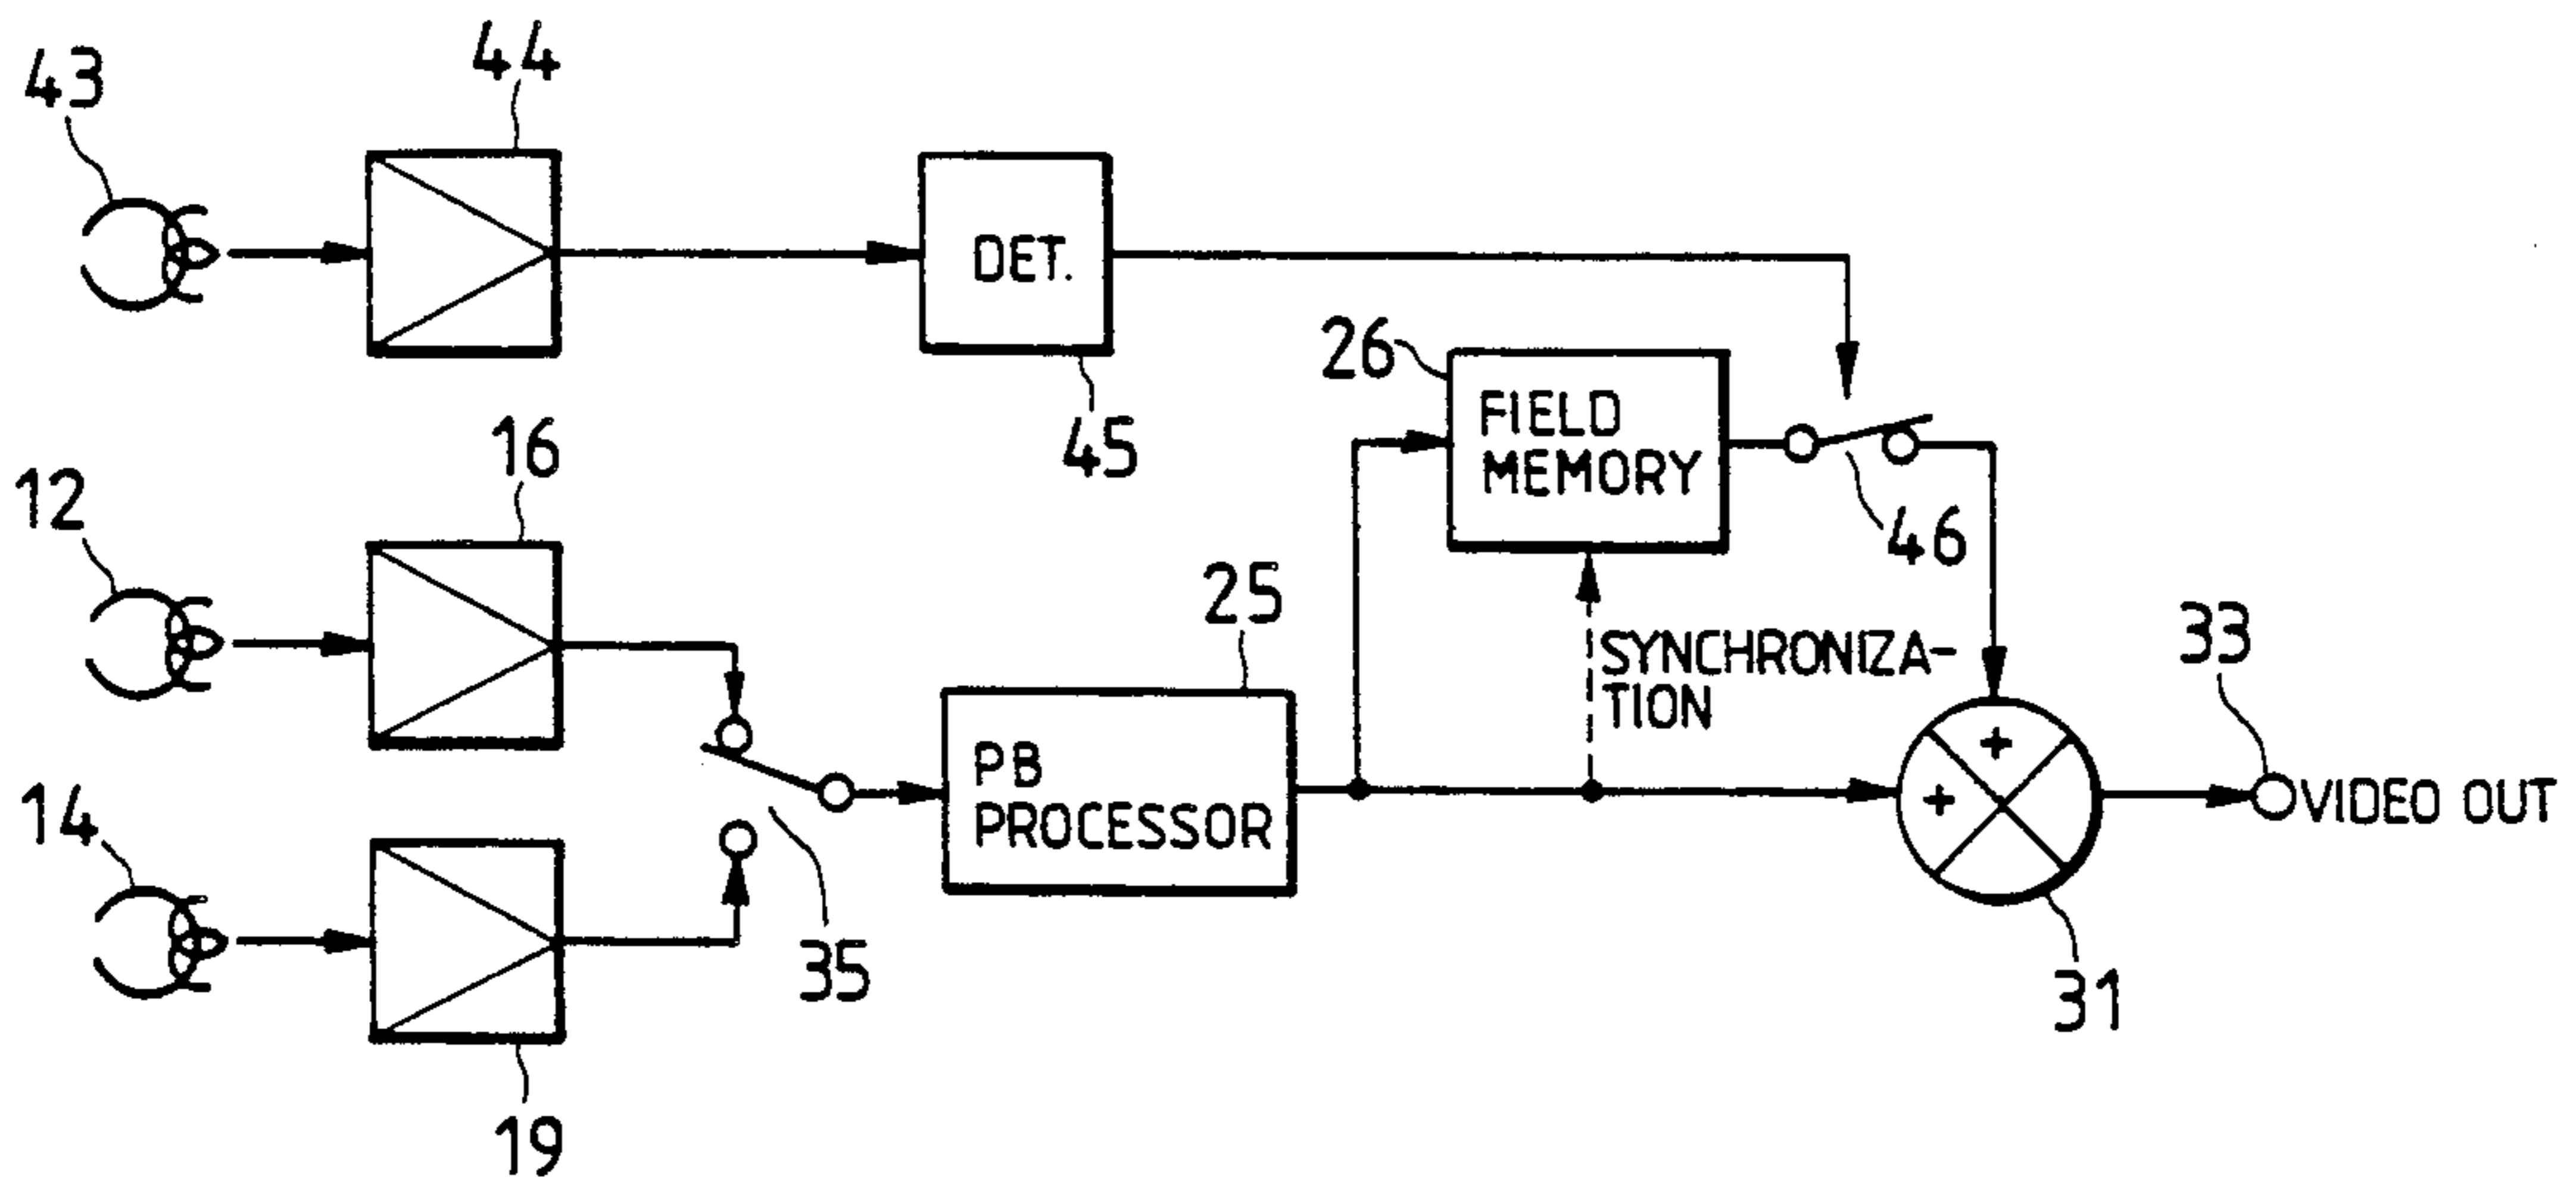 43
44
DET.
45
26
FIELD
MEMORY
46
12
16
25
SYNCHRONIZA-
TION
33
14
35
PB
PROCESSOR
+
+
VIDEO OUT
31
19